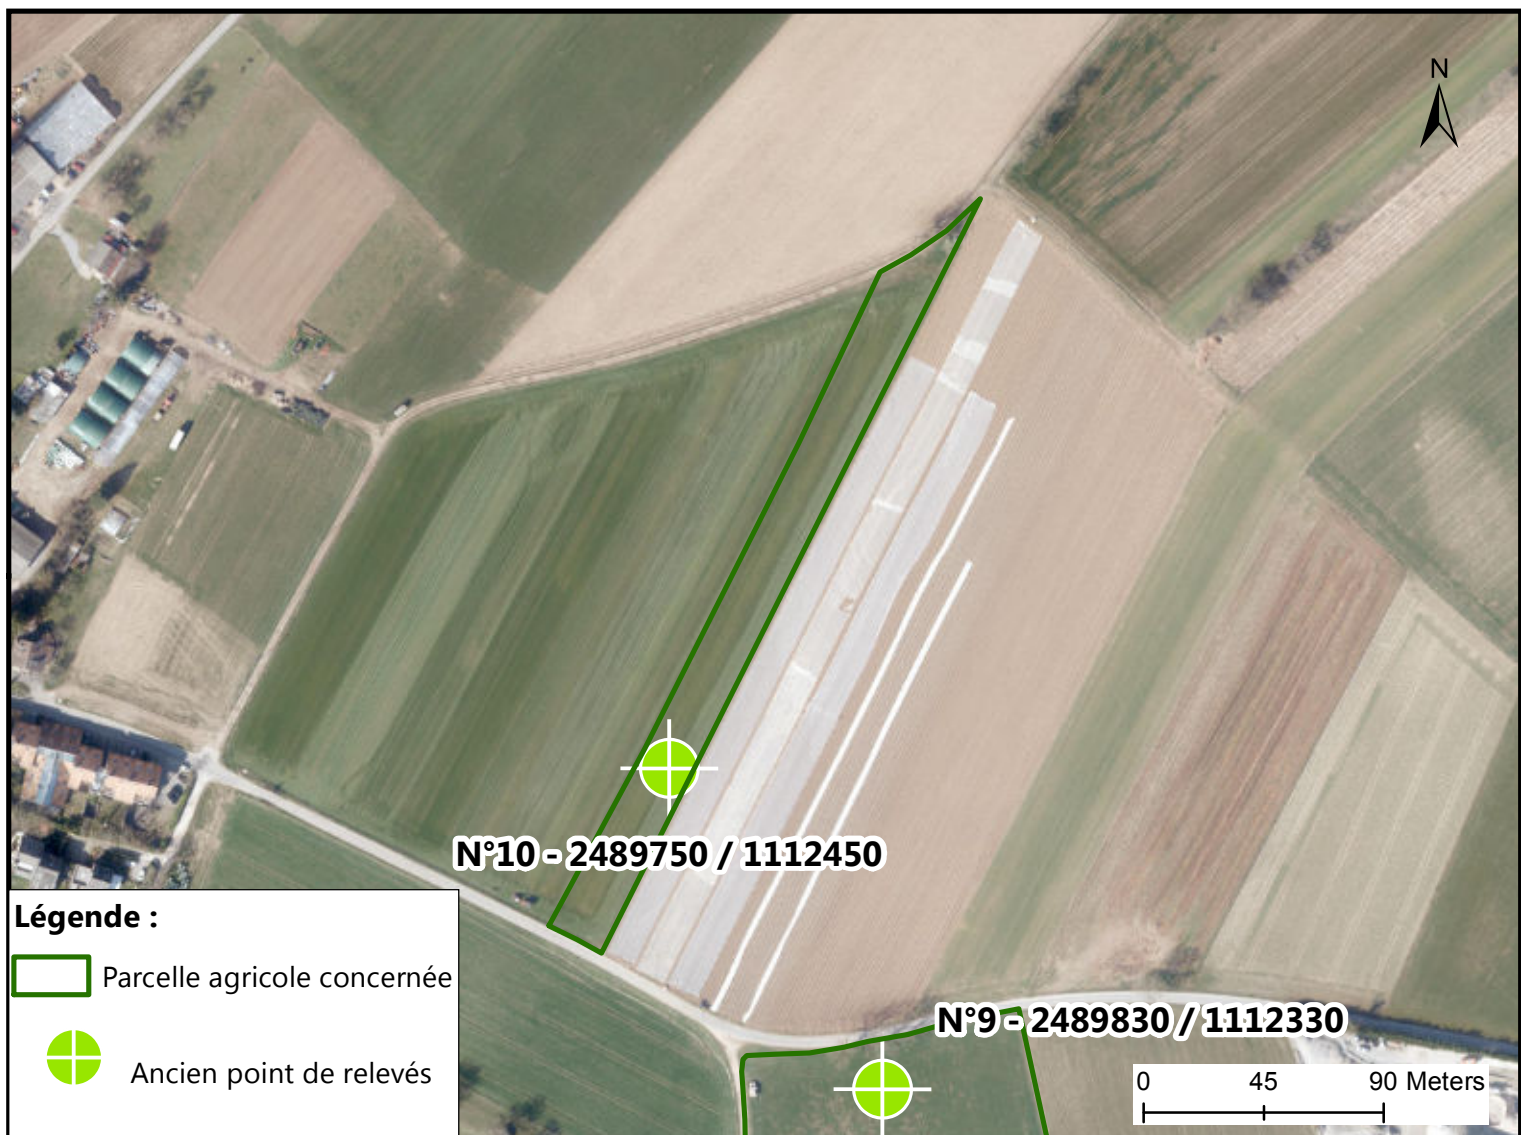 N
N°10 - 2489750 / 1112450
Légende :
Parcelle agricole concernée
Ancien point de relevés
N°9 - 2489830 / 1112330
0 45 90 Meters